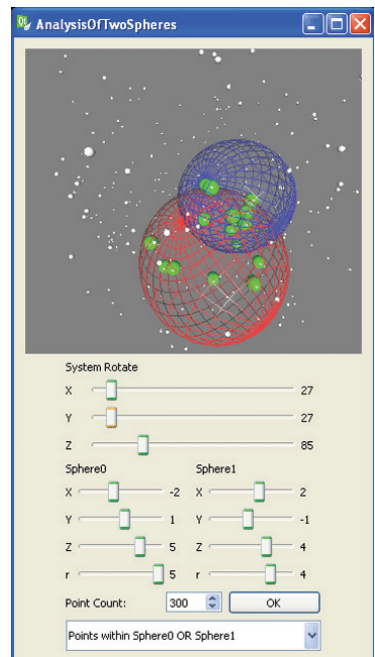 AnalysisOfTwoSpheres
System Rotate
X 27
Y 27
Z 85
Sphere0 Sphere1
X -2 X 2
Y 1 Y -1
Z 5 Z 4
r 5 r 4
Point Count: 300 OK
Points within Sphere0 OR Sphere1